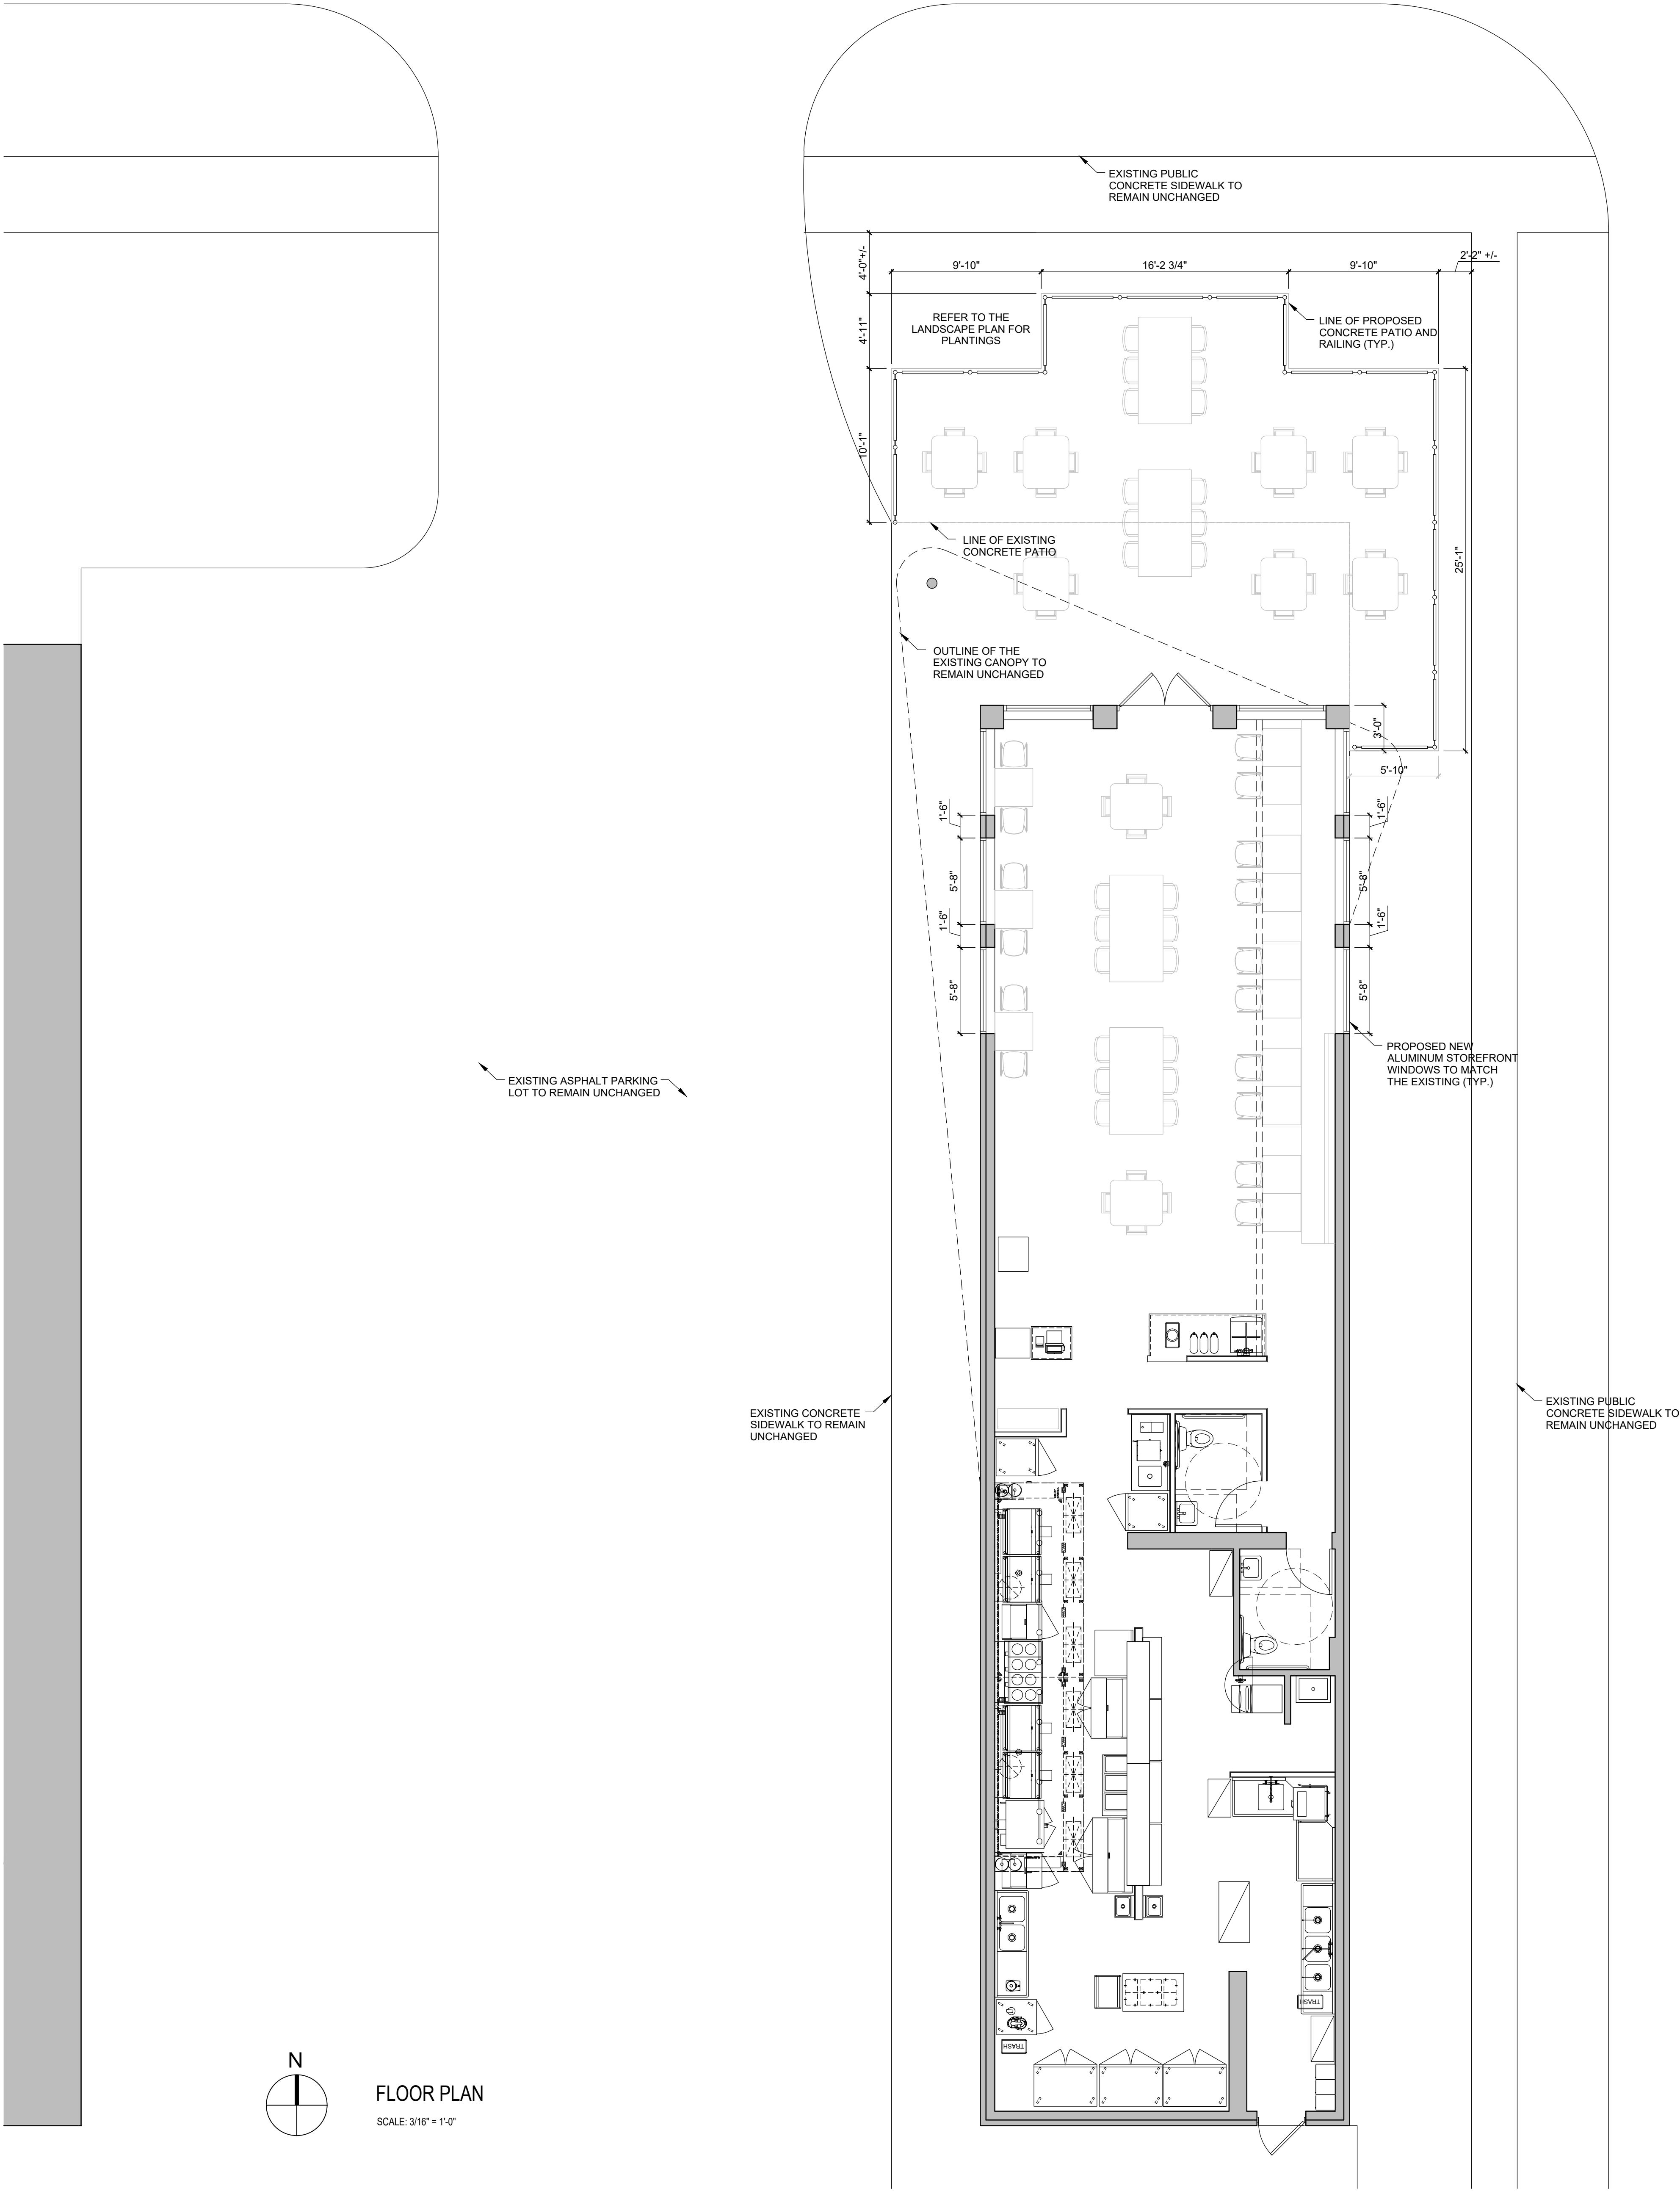 EXISTING PUBLIC
CONCRETE SIDEWALK TO
REMAIN UNCHANGED
4'-0"+/-
9'-10"
16'-2 3/4"
9'-10"
2'-2" +/-
4'-11"
REFER TO THE
LANDSCAPE PLAN FOR
PLANTINGS
LINE OF PROPOSED
CONCRETE PATIO AND
RAILING (TYP.)
10'-1"
LINE OF EXISTING
CONCRETE PATIO
25'-1"
OUTLINE OF THE
EXISTING CANOPY TO
REMAIN UNCHANGED
3'-0"
5'-10"
1'-6"
1'-6"
5'-8"
5'-8"
1'-6"
1'-6"
5'-8"
5'-8"
PROPOSED NEW
ALUMINUM STOREFRONT
WINDOWS TO MATCH
THE EXISTING (TYP.)
EXISTING ASPHALT PARKING
LOT TO REMAIN UNCHANGED
EXISTING CONCRETE
SIDEWALK TO REMAIN
UNCHANGED
EXISTING PUBLIC
CONCRETE SIDEWALK TO
REMAIN UNCHANGED
TRASH
TRASH
N
FLOOR PLAN
SCALE: 3/16" = 1'-0"